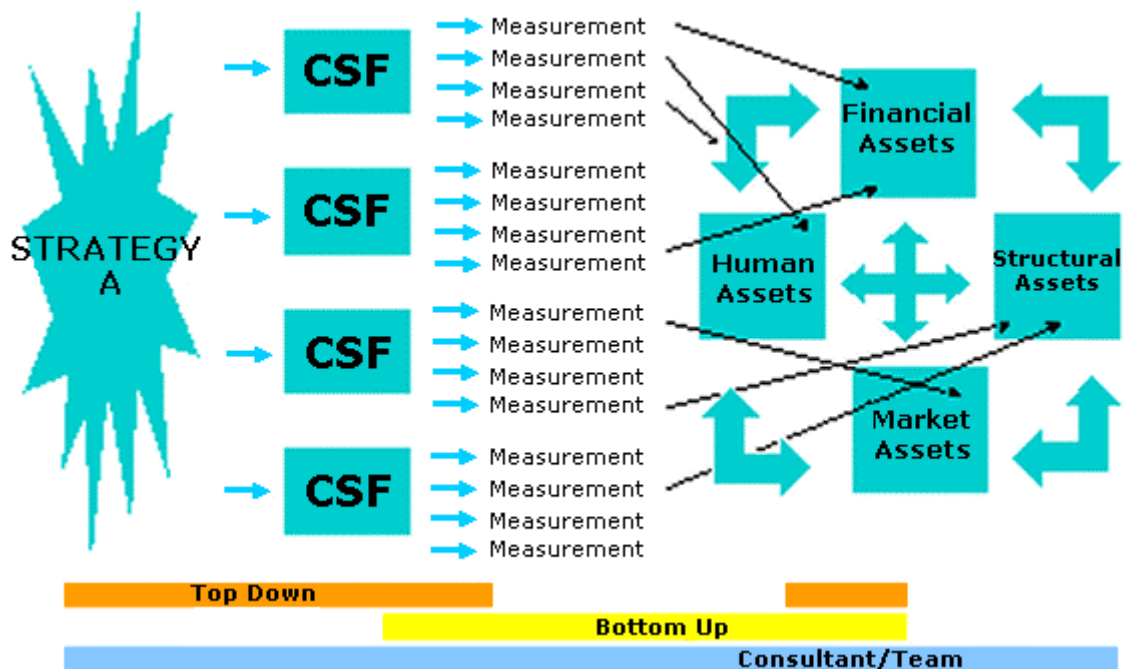 STRATEGY
A
CSF
Measurement
Measurement
Measurement
Measurement
CSF
Measurement
Measurement
Measurement
Measurement
CSF
Measurement
Measurement
Measurement
Measurement
CSF
Measurement
Measurement
Measurement
Measurement
Financial
Assets
Human
Assets
Structural
Assets
Market
Assets
Top Down
Bottom Up
Consultant/Team